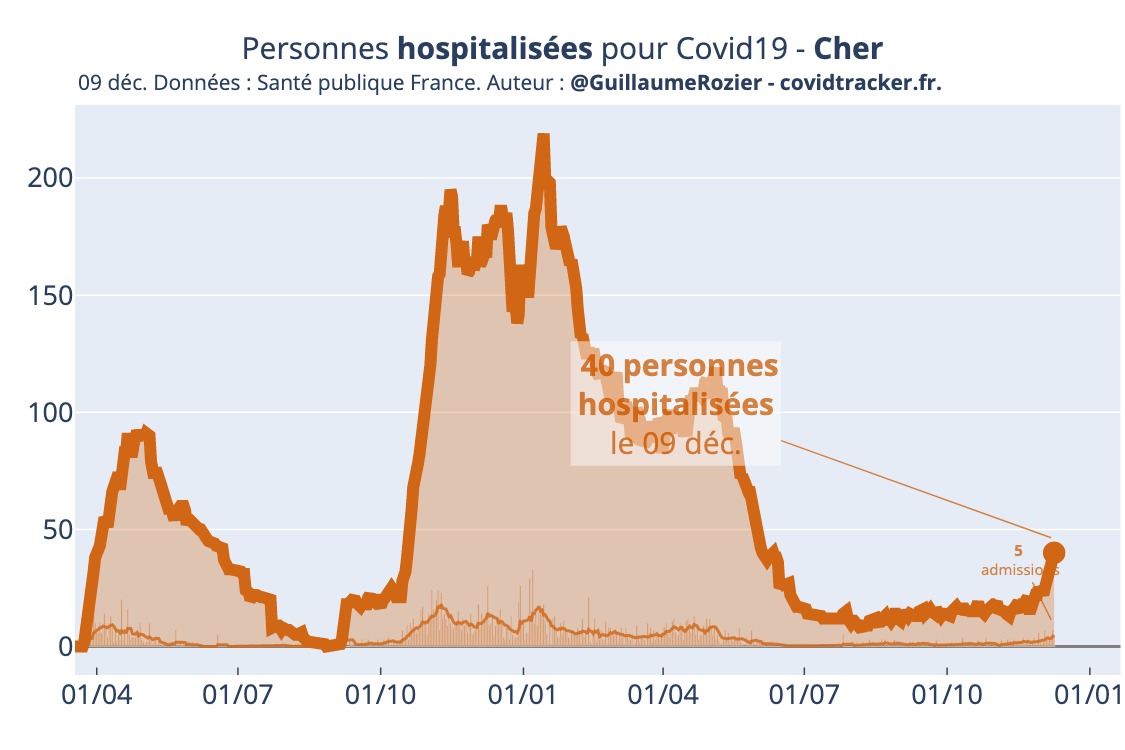 Personnes hospitalisées pour Covid19 - Cher
09 déc. Données : Santé publique France. Auteur : @GuillaumeRozier - covidtracker.fr.
200
150
100
50
0
40 personnes
hospitalisées
le 09 déc.
5
admissions
01/04
01/07
01/10
01/01
01/04
01/07
01/10
01/01